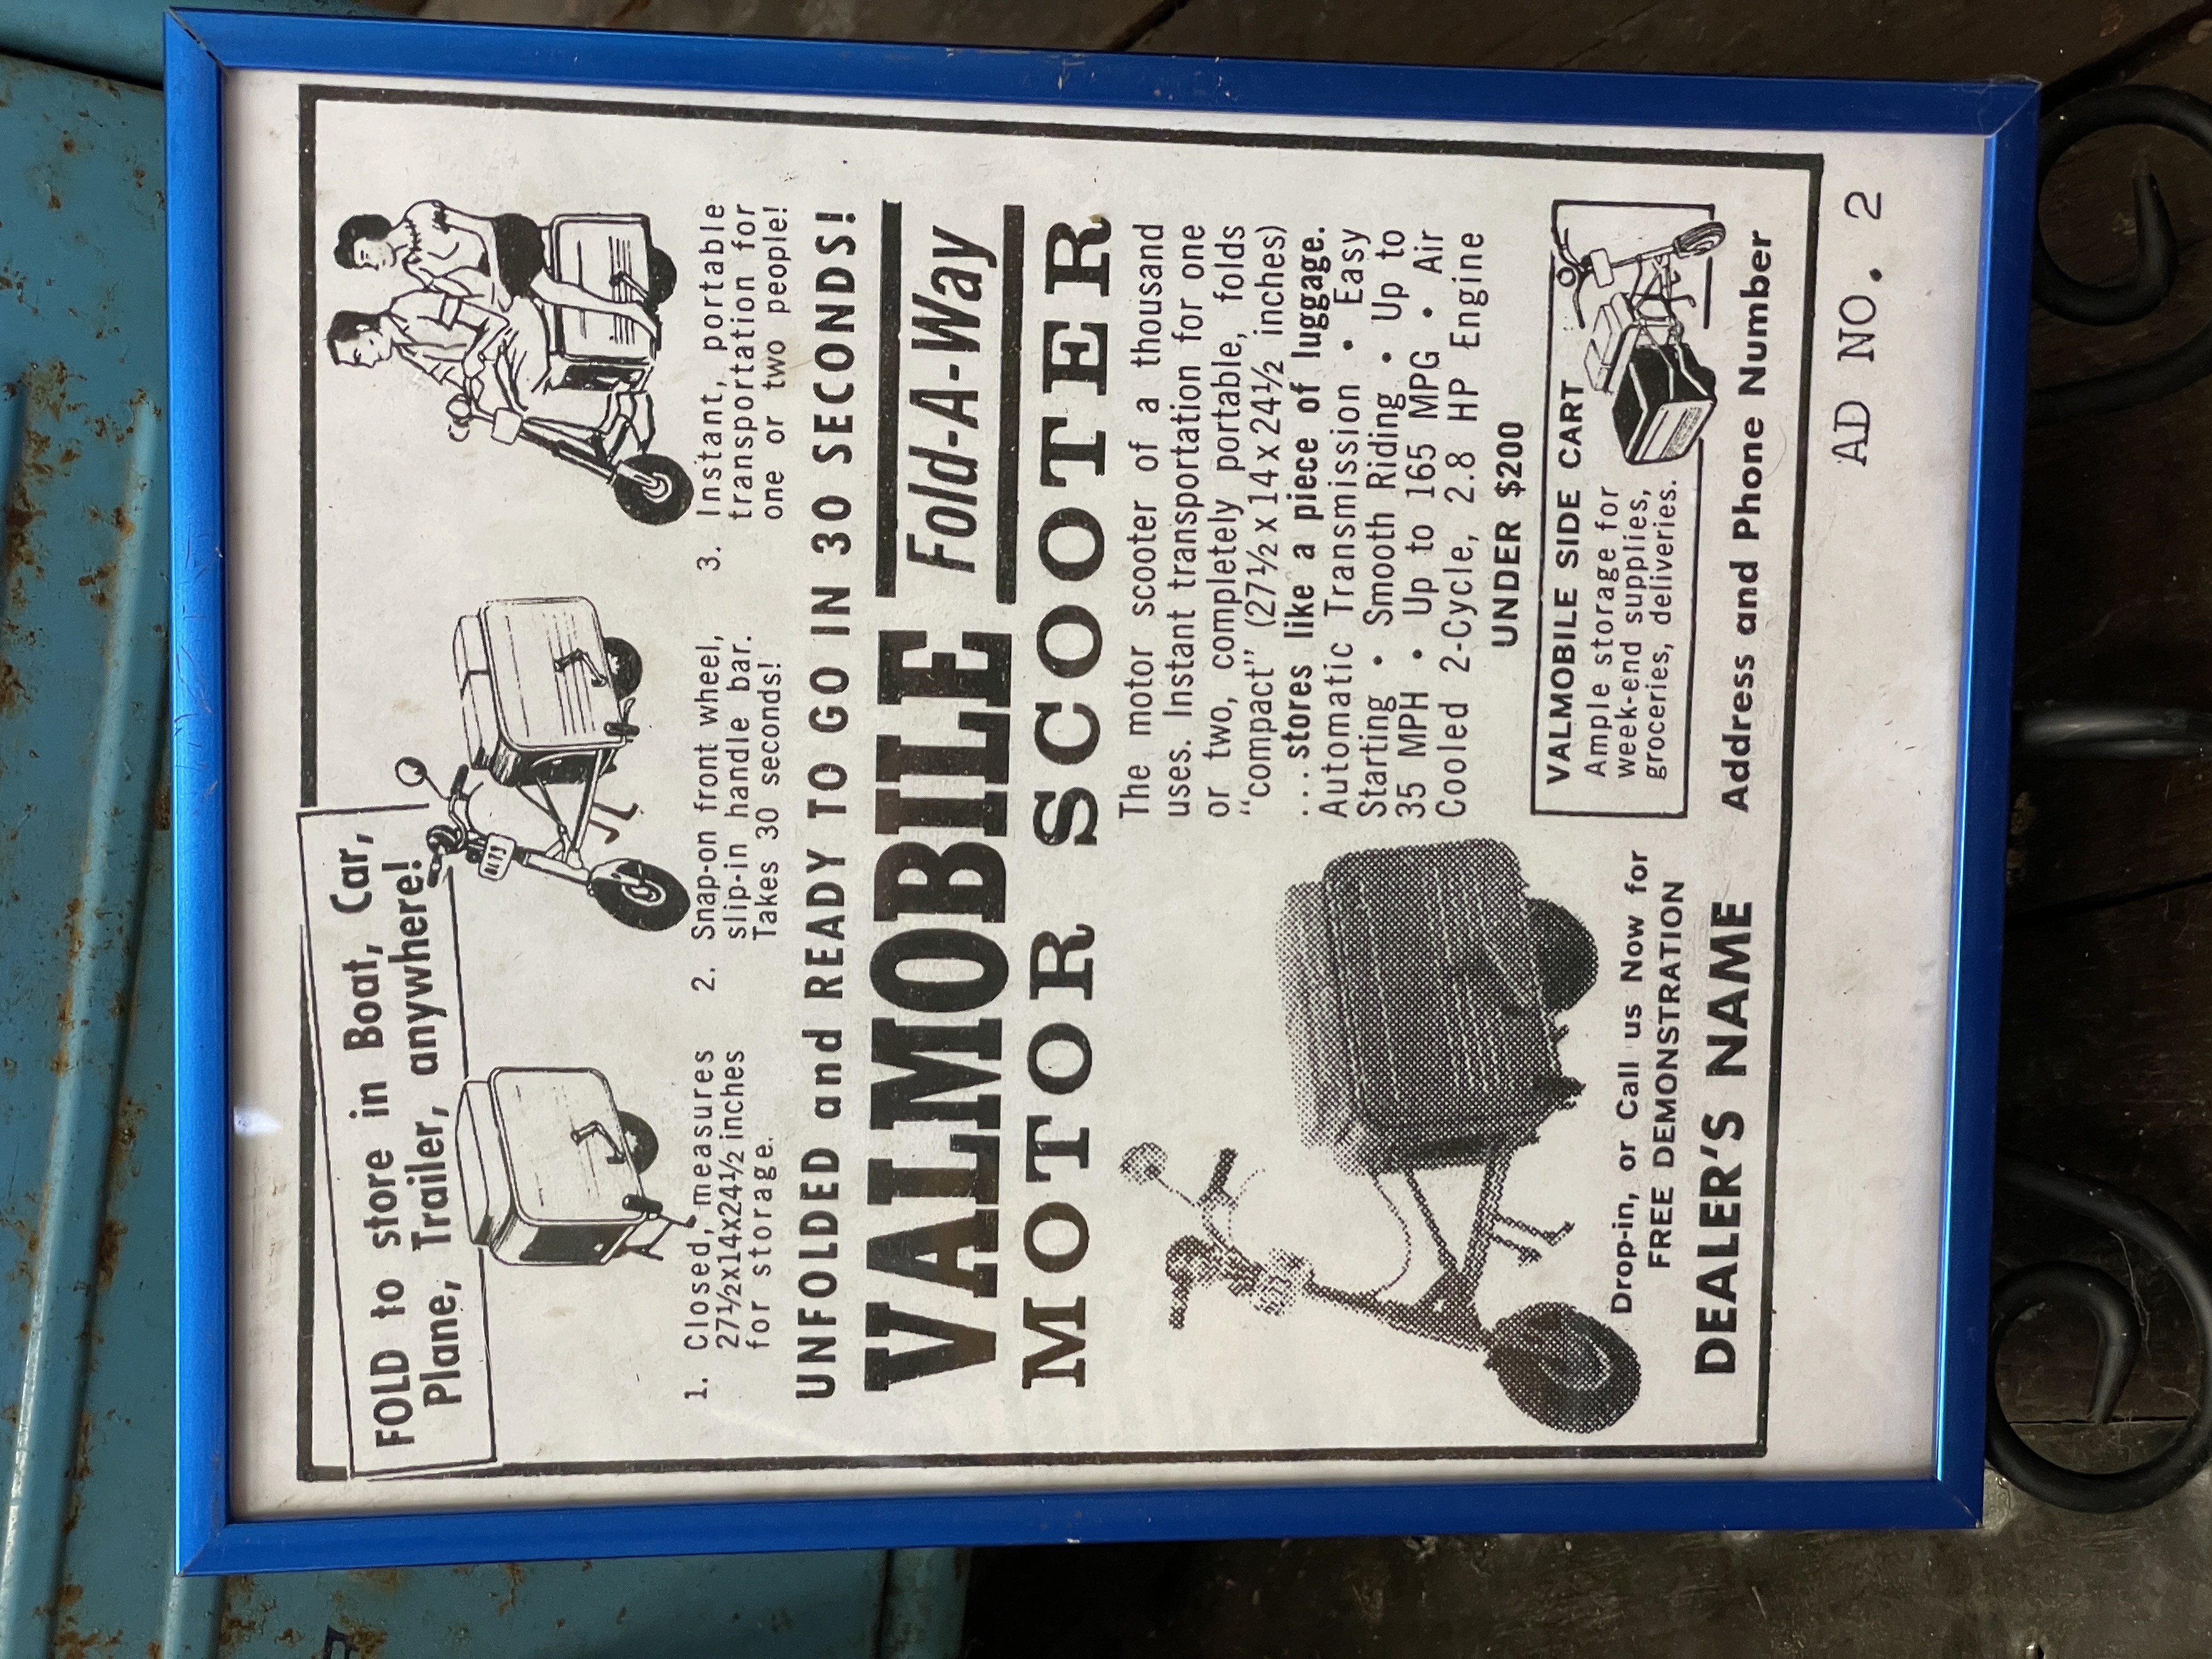 FOLD to store in Boat, Car,
Plane, Trailer, anywhere!
1. Closed, measures
27½x14x24½ inches
for storage.
2. Snap-on front wheel,
slip-in handle bar.
Takes 30 seconds!
3. Instant, portable
transportation for
one or two people!
UNFOLDED and READY TO GO IN 30 SECONDS!
VALMOBILE Fold-A-Way
MOTOR SCOOTER
The motor scooter of a thousand
uses. Instant transportation for one
or two, completely portable, folds
“compact” (27½ x 14 x 24½ inches)
...stores like a piece of luggage.
Automatic Transmission • Easy
Starting • Smooth Riding • Up to
35 MPH • Up to 165 MPG • Air
Cooled 2-Cycle, 2.8 HP Engine
UNDER $200
VALMOBILE SIDE CART
Ample storage for
week-end supplies,
groceries, deliveries.
Drop-in, or Call us Now for
FREE DEMONSTRATION
DEALER'S NAME Address and Phone Number
AD NO. 2